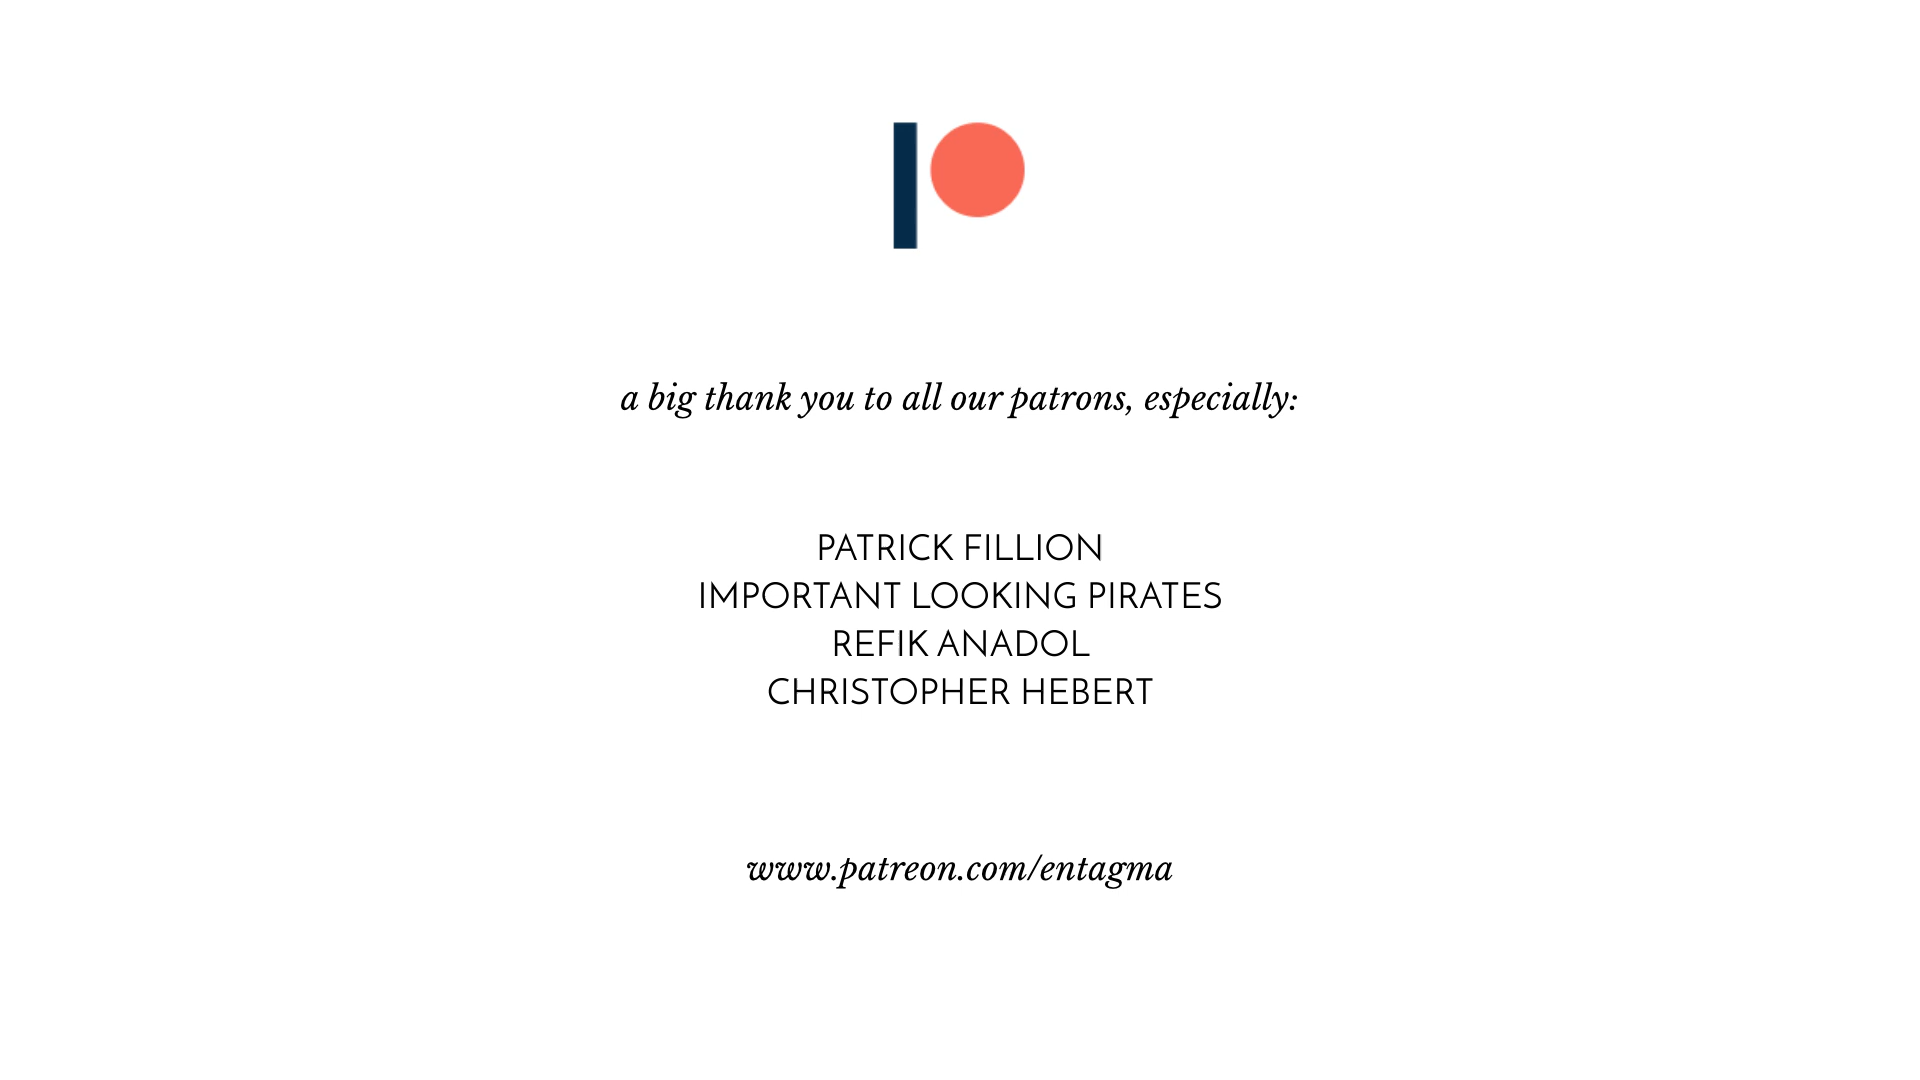 a big thank you to all our patrons, especially:
PATRICK FILLION
IMPORTANT LOOKING PIRATES
REFIK ANADOL
CHRISTOPHER HEBERT
www.patreon.com/entagma